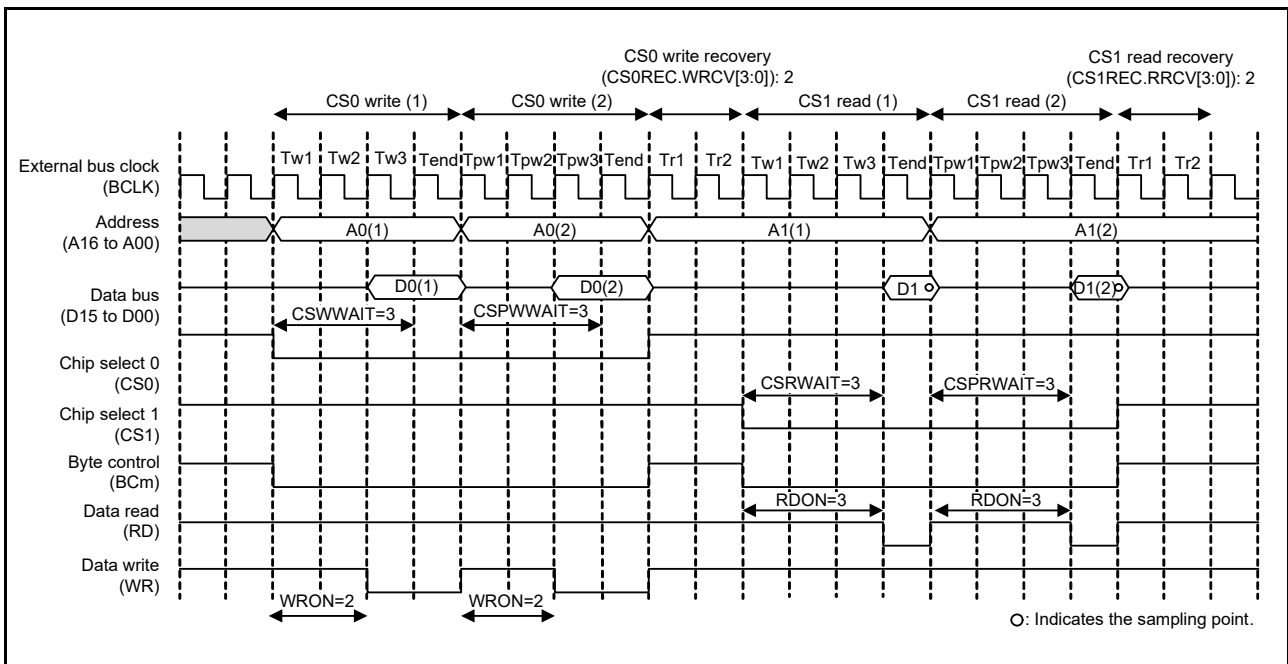 CS0 write recovery
(CS0REC.WRCV[3:0]): 2
CS1 read recovery
(CS1REC.RRCV[3:0]): 2
CS0 write (1) CS0 write (2) CS1 read (1) CS1 read (2)
Tw1 Tw2 Tw3 Tend Tpw1 Tpw2 Tpw3 Tend Tr1 Tr2 Tw1 Tw2 Tw3 Tend Tpw1 Tpw2 Tpw3 Tend Tr1 Tr2
External bus clock
(BCLK)
Address
(A16 to A00)
A0(1) A0(2) A1(1) A1(2)
Data bus
(D15 to D00)
D0(1) D0(2) D1 D1(2)
CSWWAIT=3 CSPWWAIT=3
Chip select 0
(CS0)
CSRWAIT=3 CSPRWAIT=3
Chip select 1
(CS1)
Byte control
(BCm)
RDON=3 RDON=3
Data read
(RD)
Data write
(WR)
WRON=2 WRON=2
O: Indicates the sampling point.